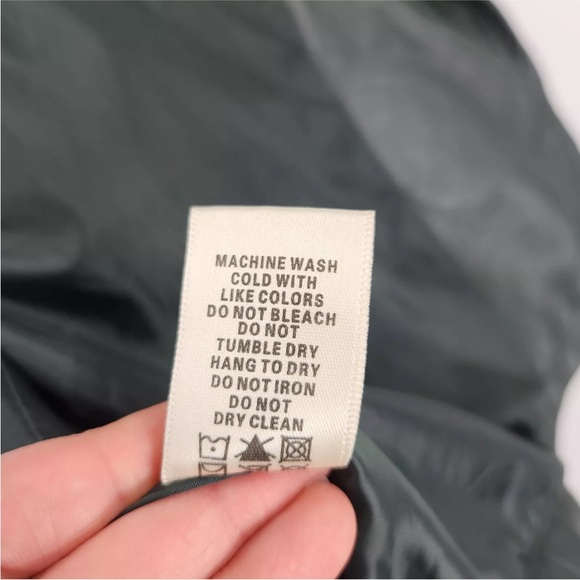 MACHINE WASH
COLD WITH
LIKE COLORS
DO NOT BLEACH
DO NOT
TUMBLE DRY
HANG TO DRY
DO NOT IRON
DO NOT
DRY CLEAN